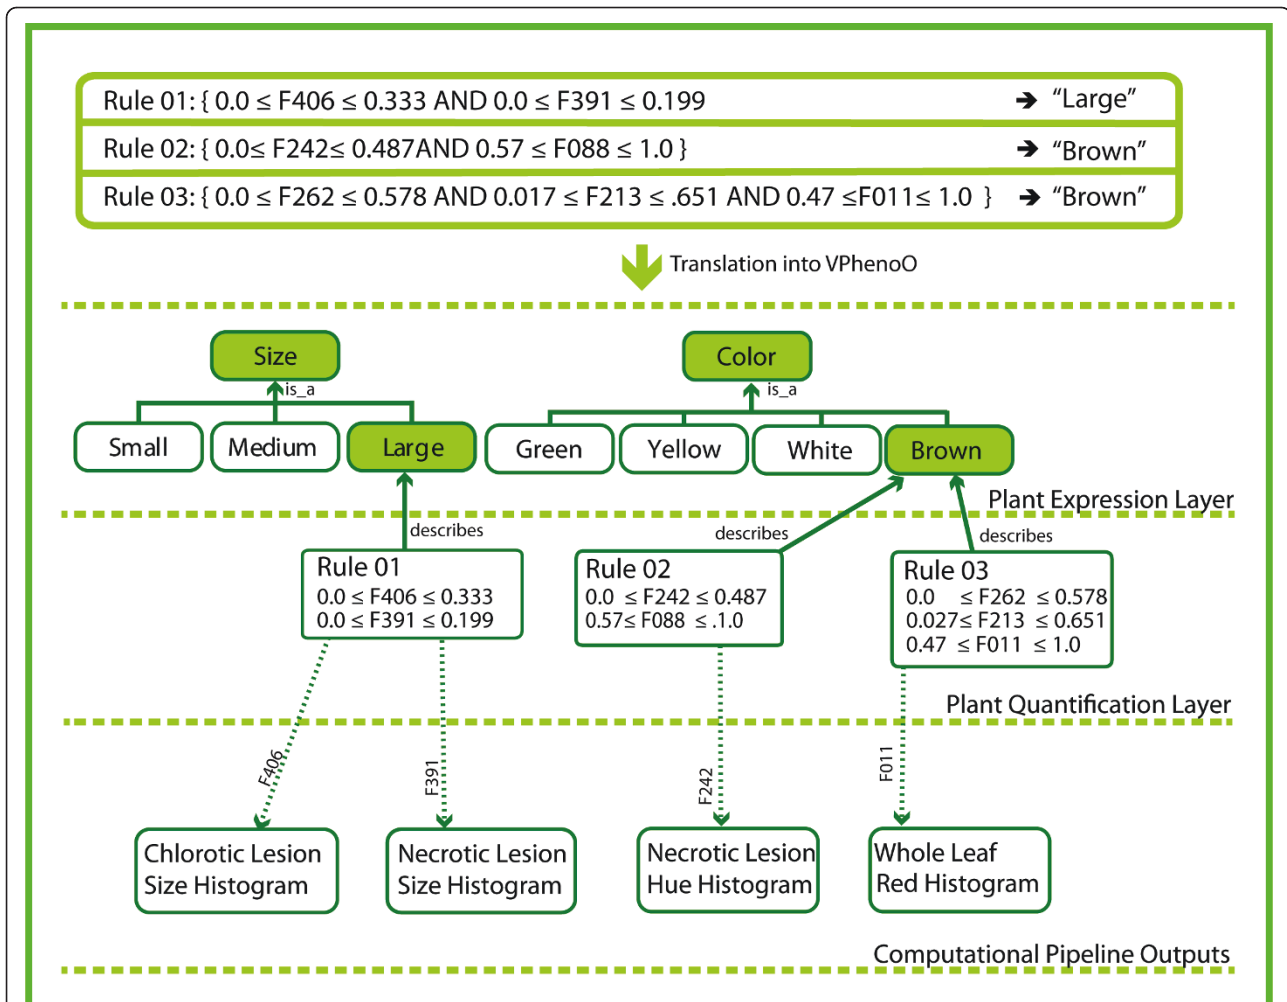 Rule 01: { 0.0 ≤ F406 ≤ 0.333 AND 0.0 ≤ F391 ≤ 0.199 ➔ “Large”
Rule 02: { 0.0≤ F242≤ 0.487AND 0.57 ≤ F088 ≤ 1.0 } ➔ “Brown”
Rule 03: { 0.0 ≤ F262 ≤ 0.578 AND 0.017 ≤ F213 ≤ .651 AND 0.47 ≤F011≤ 1.0 } ➔ “Brown”
Translation into VPhenoO
Size
Color
is_a
is_a
Small
Medium
Large
Green
Yellow
White
Brown
Plant Expression Layer
describes
describes
describes
Rule 01
0.0 ≤ F406 ≤ 0.333
0.0 ≤ F391 ≤ 0.199
Rule 02
0.0 ≤ F242 ≤ 0.487
0.57≤ F088 ≤ .1.0
Rule 03
0.0 ≤ F262 ≤ 0.578
0.027≤ F213 ≤ 0.651
0.47 ≤ F011 ≤ 1.0
Plant Quantification Layer
F406
F391
F242
F011
Chlorotic Lesion
Size Histogram
Necrotic Lesion
Size Histogram
Necrotic Lesion
Hue Histogram
Whole Leaf
Red Histogram
Computational Pipeline Outputs